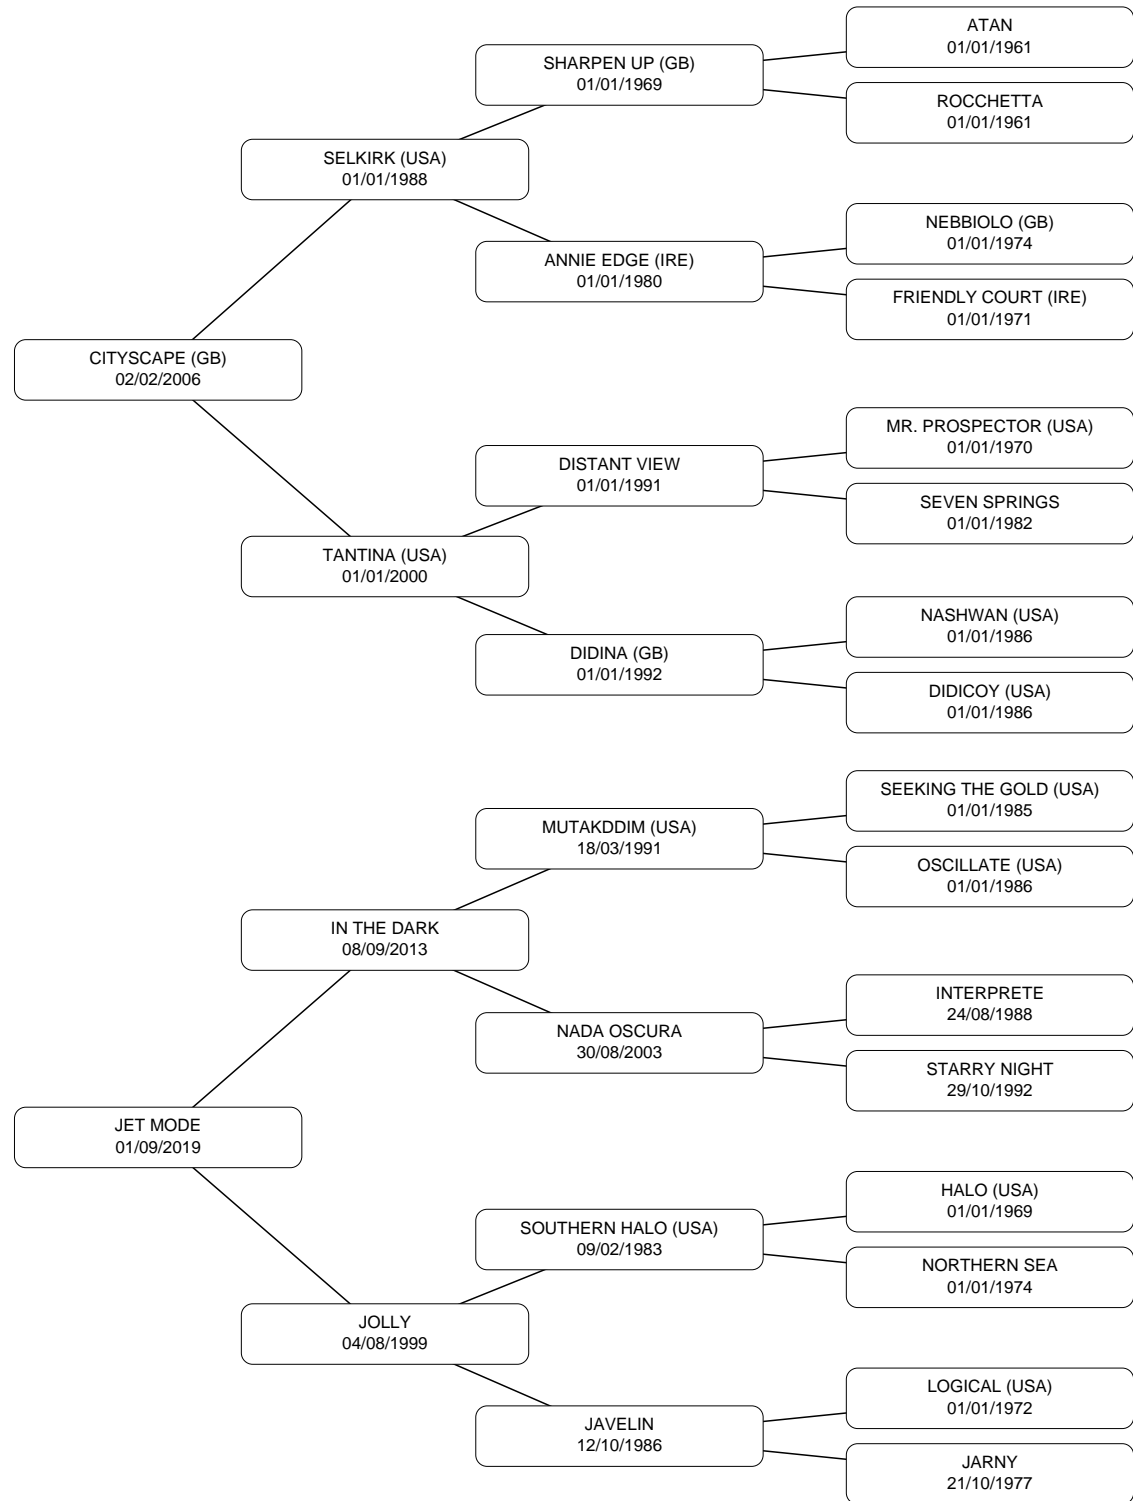 ATAN
01/01/1961
SHARPEN UP (GB)
01/01/1969
ROCCHETTA
01/01/1961
SELKIRK (USA)
01/01/1988
NEBBIOLO (GB)
01/01/1974
ANNIE EDGE (IRE)
01/01/1980
FRIENDLY COURT (IRE)
01/01/1971
CITYSCAPE (GB)
02/02/2006
MR. PROSPECTOR (USA)
01/01/1970
DISTANT VIEW
01/01/1991
SEVEN SPRINGS
01/01/1982
TANTINA (USA)
01/01/2000
NASHWAN (USA)
01/01/1986
DIDINA (GB)
01/01/1992
DIDICOY (USA)
01/01/1986
SEEKING THE GOLD (USA)
01/01/1985
MUTAKDDIM (USA)
18/03/1991
OSCILLATE (USA)
01/01/1986
IN THE DARK
08/09/2013
INTERPRETE
24/08/1988
NADA OSCURA
30/08/2003
STARRY NIGHT
29/10/1992
JET MODE
01/09/2019
HALO (USA)
01/01/1969
SOUTHERN HALO (USA)
09/02/1983
NORTHERN SEA
01/01/1974
JOLLY
04/08/1999
LOGICAL (USA)
01/01/1972
JAVELIN
12/10/1986
JARNY
21/10/1977